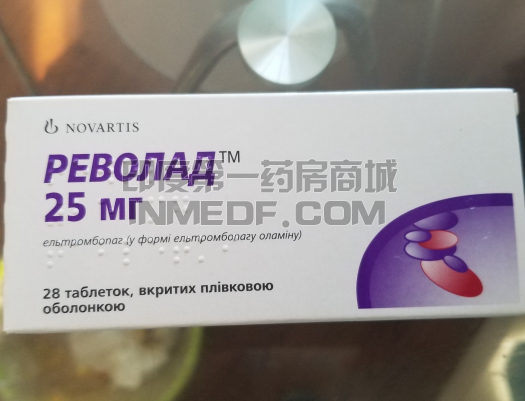 NOVARTIS
РЕВОЛАД™
25 мг
ельтромбопаг (у формі ельтромбопагу оламіну)
28 таблеток, вкритих плівковою
оболонкою
印度第一药房商城
INMEDF.COM